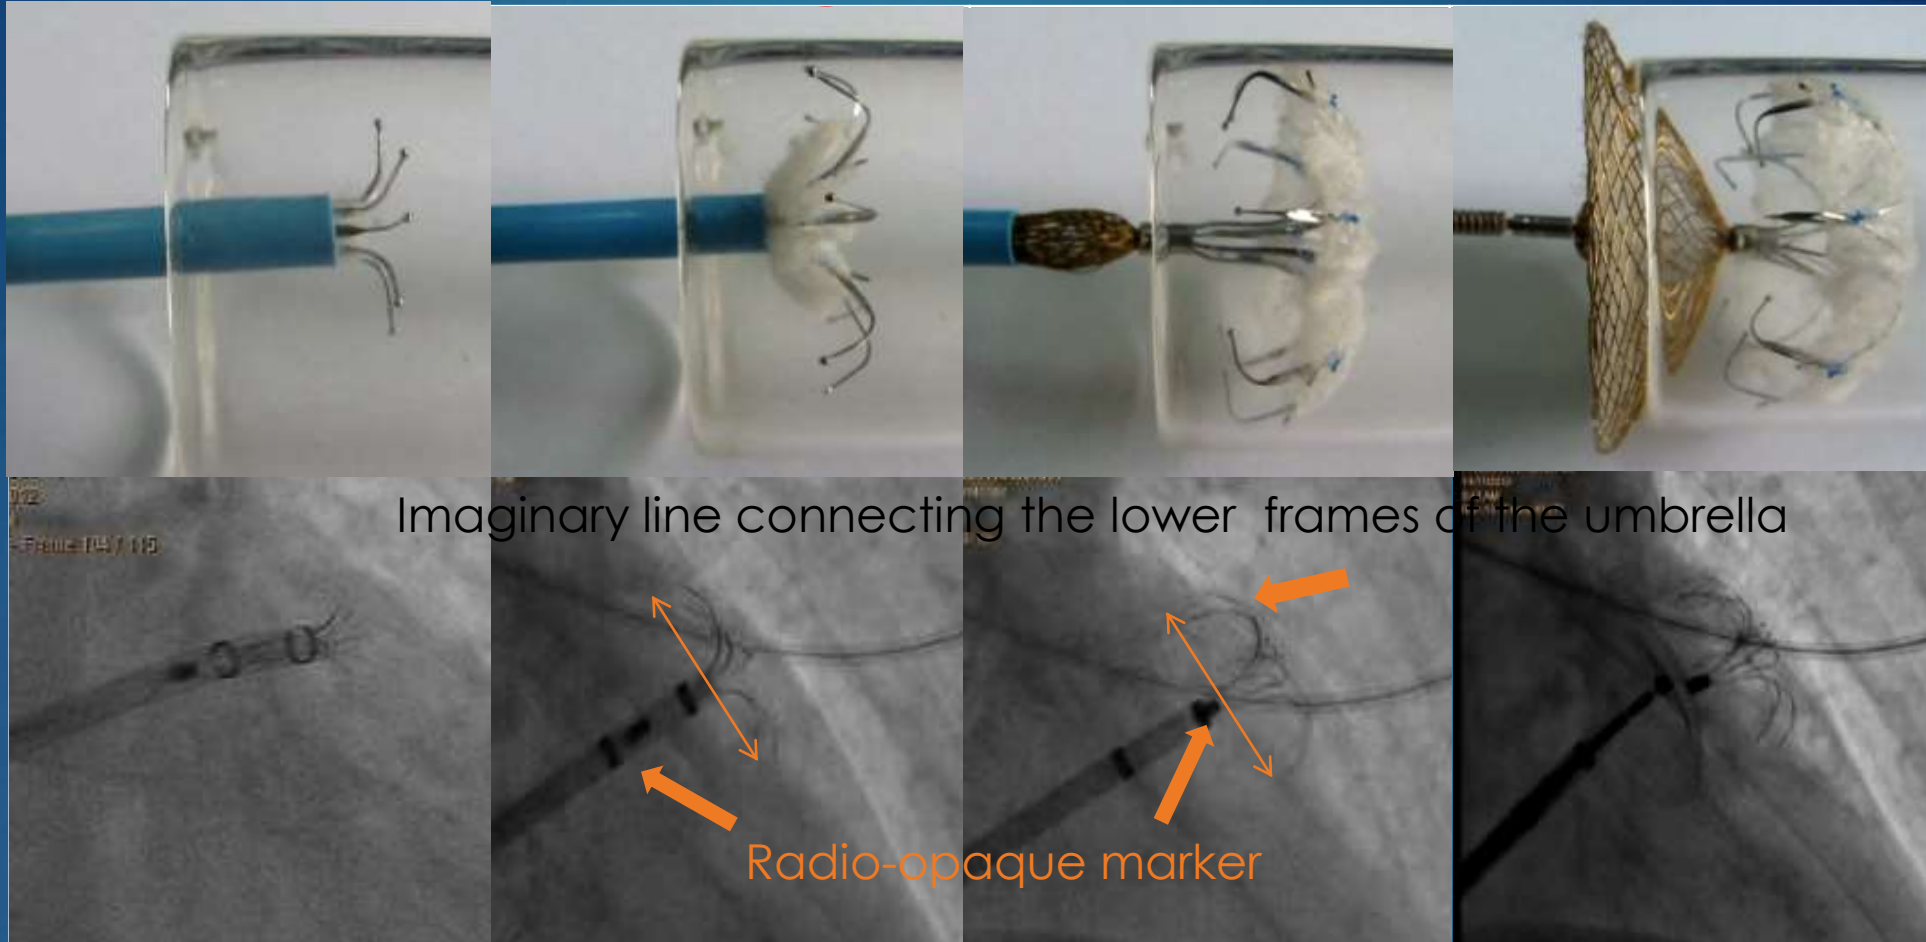 Imaginary line connecting the lower frames of the umbrella
Radio-opaque marker